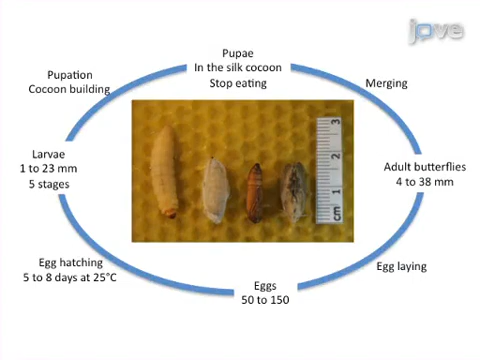 jove
Pupae
In the silk cocoon
Stop eating
Pupation
Cocoon building
Merging
Larvae
1 to 23 mm
5 stages
Adult butterflies
4 to 38 mm
3
2
1
Egg hatching
5 to 8 days at 25°C
Egg laying
Eggs
50 to 150